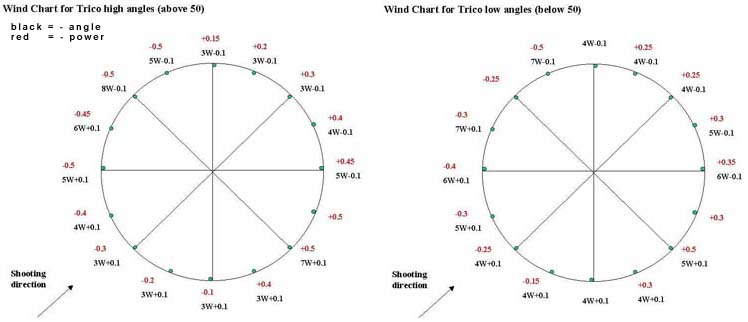 Wind Chart for Trico high angles (above 50)
black = - angle
red = - power
+0.15
3W-0.1
+0.2
3W-0.1
+0.3
3W-0.1
+0.4
4W-0.1
+0.45
5W-0.1
+0.5
+0.5
7W+0.1
+0.4
3W+0.1
-0.1
3W+0.1
-0.2
3W+0.1
-0.3
3W+0.1
-0.4
4W+0.1
-0.5
5W+0.1
-0.45
6W+0.1
-0.5
8W-0.1
-0.5
5W-0.1
Shooting
direction
Wind Chart for Trico low angles (below 50)
4W-0.1
+0.25
4W-0.1
+0.25
4W-0.1
+0.3
5W-0.1
+0.35
6W-0.1
+0.3
+0.5
5W+0.1
+0.3
4W+0.1
4W+0.1
-0.15
4W+0.1
-0.25
4W+0.1
-0.3
5W+0.1
-0.4
6W+0.1
-0.3
7W+0.1
-0.25
-0.5
7W-0.1
Shooting
direction